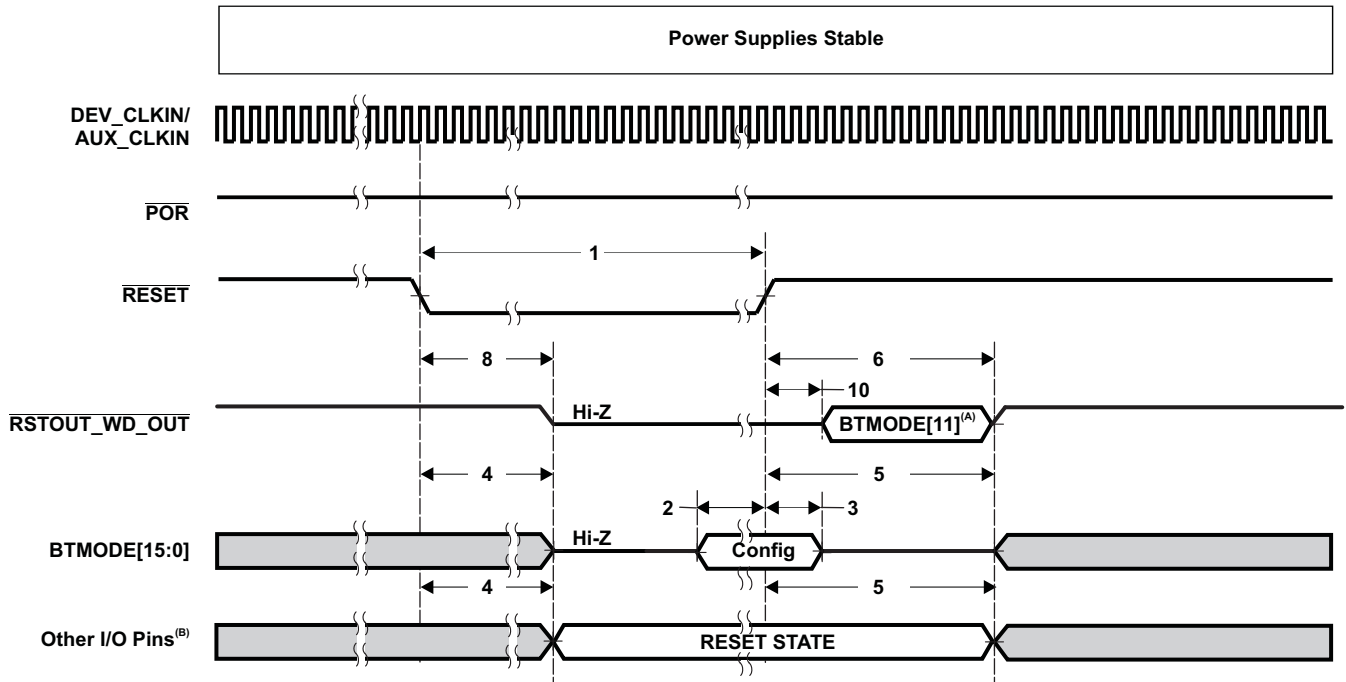 Power Supplies Stable
DEV_CLKIN/
AUX_CLKIN
POR
1
RESET
8
6
10
RSTOUT_WD_OUT
Hi-Z
BTMODE[11](A)
4
5
2
3
BTMODE[15:0]
Hi-Z
Config
4
5
Other I/O Pins(B)
RESET STATE